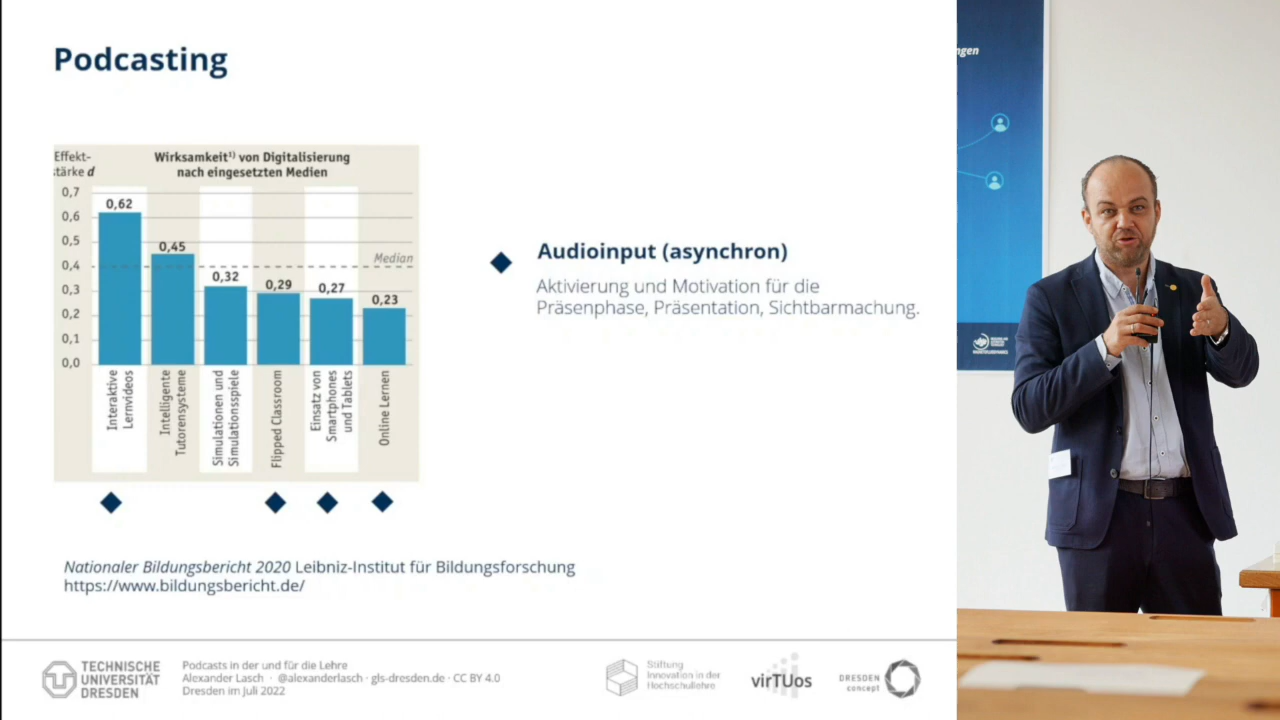 Podcasting
Effekt-
stärke d
Wirksamkeit¹⁾ von Digitalisierung
nach eingesetzten Medien
0,7
0,6
0,5
0,4
0,3
0,2
0,1
0,0
0,62
0,45
0,32
0,29
0,27
0,23
Median
Interaktive
Lernvideos
Intelligente
Tutorensysteme
Simulationen und
Simulationsspiele
Flipped Classroom
Einsatz von
Smartphones
und Tablets
Online Lernen
Audioinput (asynchron)
Aktivierung und Motivation für die
Präsenphase, Präsentation, Sichtbarmachung.
Nationaler Bildungsbericht 2020 Leibniz-Institut für Bildungsforschung
https://www.bildungsbericht.de/
TECHNISCHE
UNIVERSITÄT
DRESDEN
Podcasts in der und für die Lehre
Alexander Lasch · @alexanderlasch · gls-dresden.de · CC BY 4.0
Dresden im Juli 2022
Stiftung
Innovation in der
Hochschullehre
virTUos
DRESDEN
concept
ngen